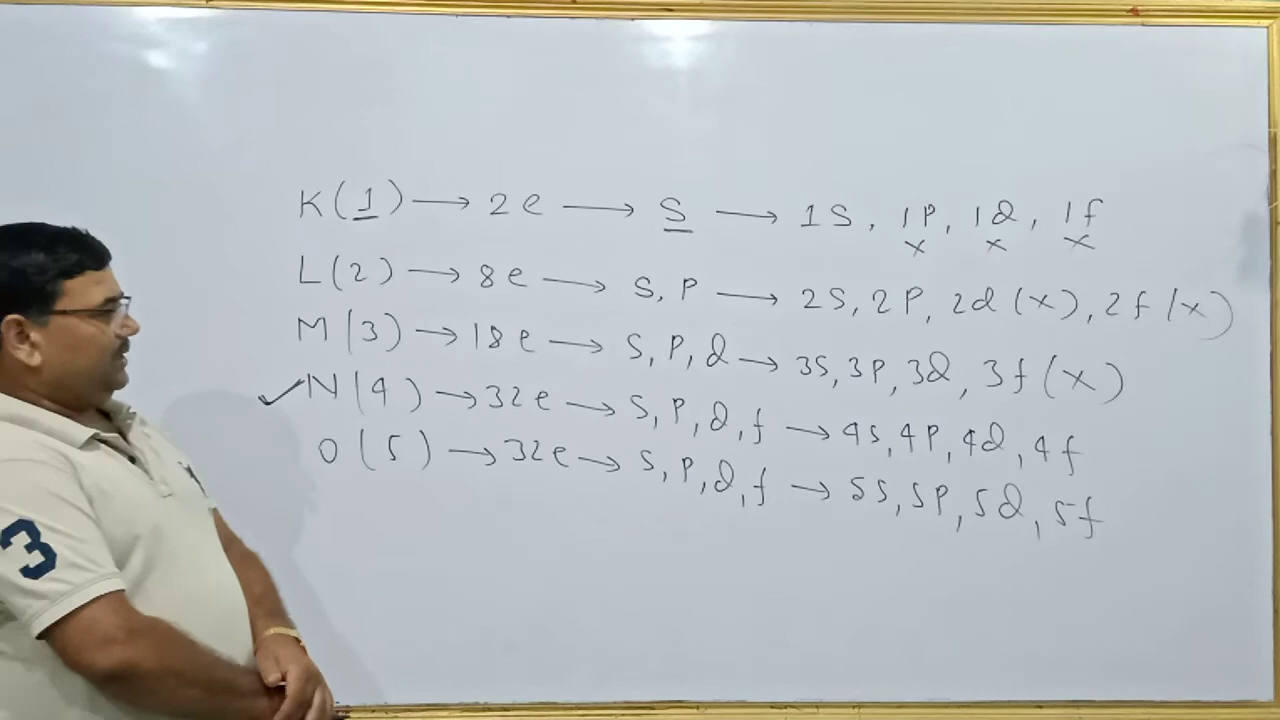 K(1) → 2e → S → 1S, 1P, 1d, 1f
x x x
L(2) → 8e → S, P → 2S, 2P, 2d(x), 2f(x)
M(3) → 18e → S, P, d → 3S, 3P, 3d, 3f(x)
✓N(4) → 32e → S, P, d, f → 4S, 4P, 4d, 4f
O(5) → 32e → S, P, d, f → 5S, 5P, 5d, 5f
3